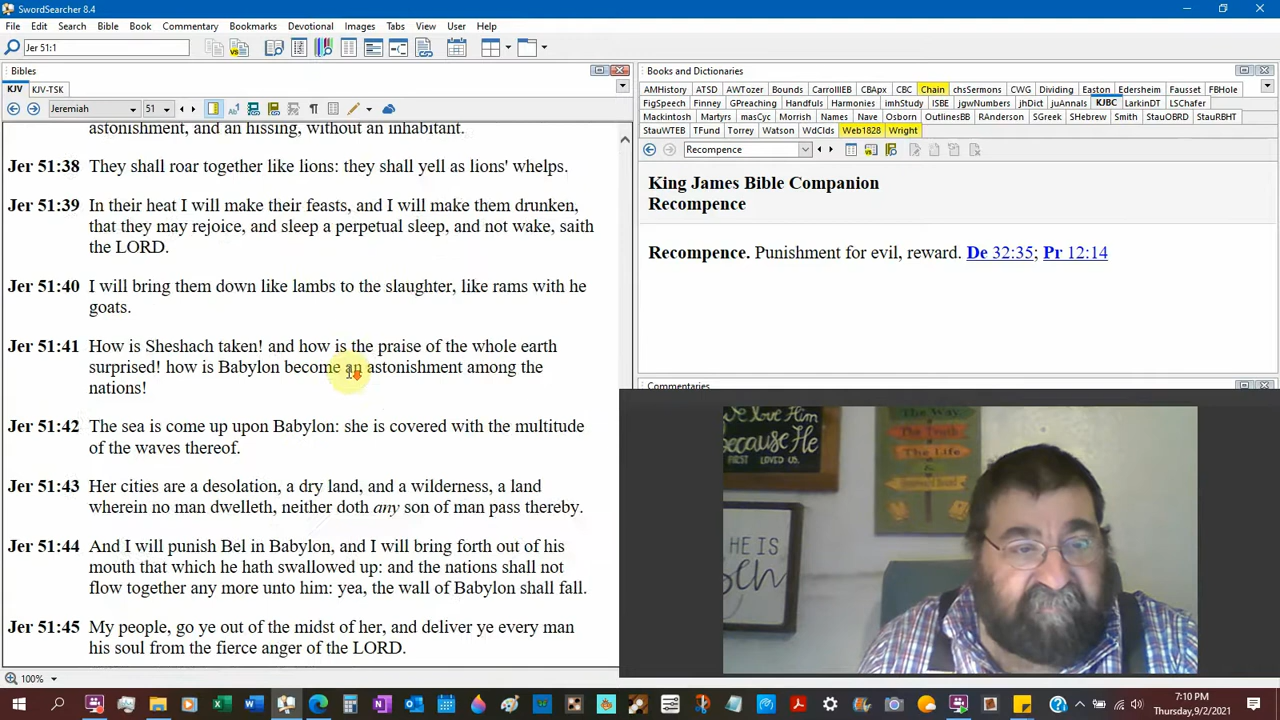 SwordSearcher 8.4
File Edit Search Bible Book Commentary Bookmarks Devotional Images Tabs View User Help
Jer 51:1
Bibles
KJV KJV-TSK
Jeremiah 51
astonishment, and an hissing, without an inhabitant.
Jer 51:38 They shall roar together like lions: they shall yell as lions' whelps.
Jer 51:39 In their heat I will make their feasts, and I will make them drunken,
that they may rejoice, and sleep a perpetual sleep, and not wake, saith
the LORD.
Jer 51:40 I will bring them down like lambs to the slaughter, like rams with he
goats.
Jer 51:41 How is Sheshach taken! and how is the praise of the whole earth
surprised! how is Babylon become an astonishment among the
nations!
Jer 51:42 The sea is come up upon Babylon: she is covered with the multitude
of the waves thereof.
Jer 51:43 Her cities are a desolation, a dry land, and a wilderness, a land
wherein no man dwelleth, neither doth any son of man pass thereby.
Jer 51:44 And I will punish Bel in Babylon, and I will bring forth out of his
mouth that which he hath swallowed up: and the nations shall not
flow together any more unto him: yea, the wall of Babylon shall fall.
Jer 51:45 My people, go ye out of the midst of her, and deliver ye every man
his soul from the fierce anger of the LORD.
100%
Books and Dictionaries
AMHistory ATSD AWTozer Bounds CarrollEB CBApx CBC Chain chsSermons CWG Dividing Easton Edersheim Fausset FBHole
FigSpeech Finney GPreaching Handfuls Harmonies imhStudy ISBE jgwNumbers jhDict juAnnals KJBC LarkinDT LSChafer
Mackintosh Martyrs masCyc Morrish Names Nave Osborn OutlinesBB RAnderson SGreek SHebrew Smith StauOBRD StauRBHT
StauWTEB TFund Torrey Watson WdClds Web1828 Wright
Recompence
King James Bible Companion
Recompence
Recompence. Punishment for evil, reward. De 32:35; Pr 12:14
Commentaries
We love Him
because He
FIRST LOVED US.
The Way
The Truth
The Life
HE IS
7:10 PM
Thursday,9/2/2021